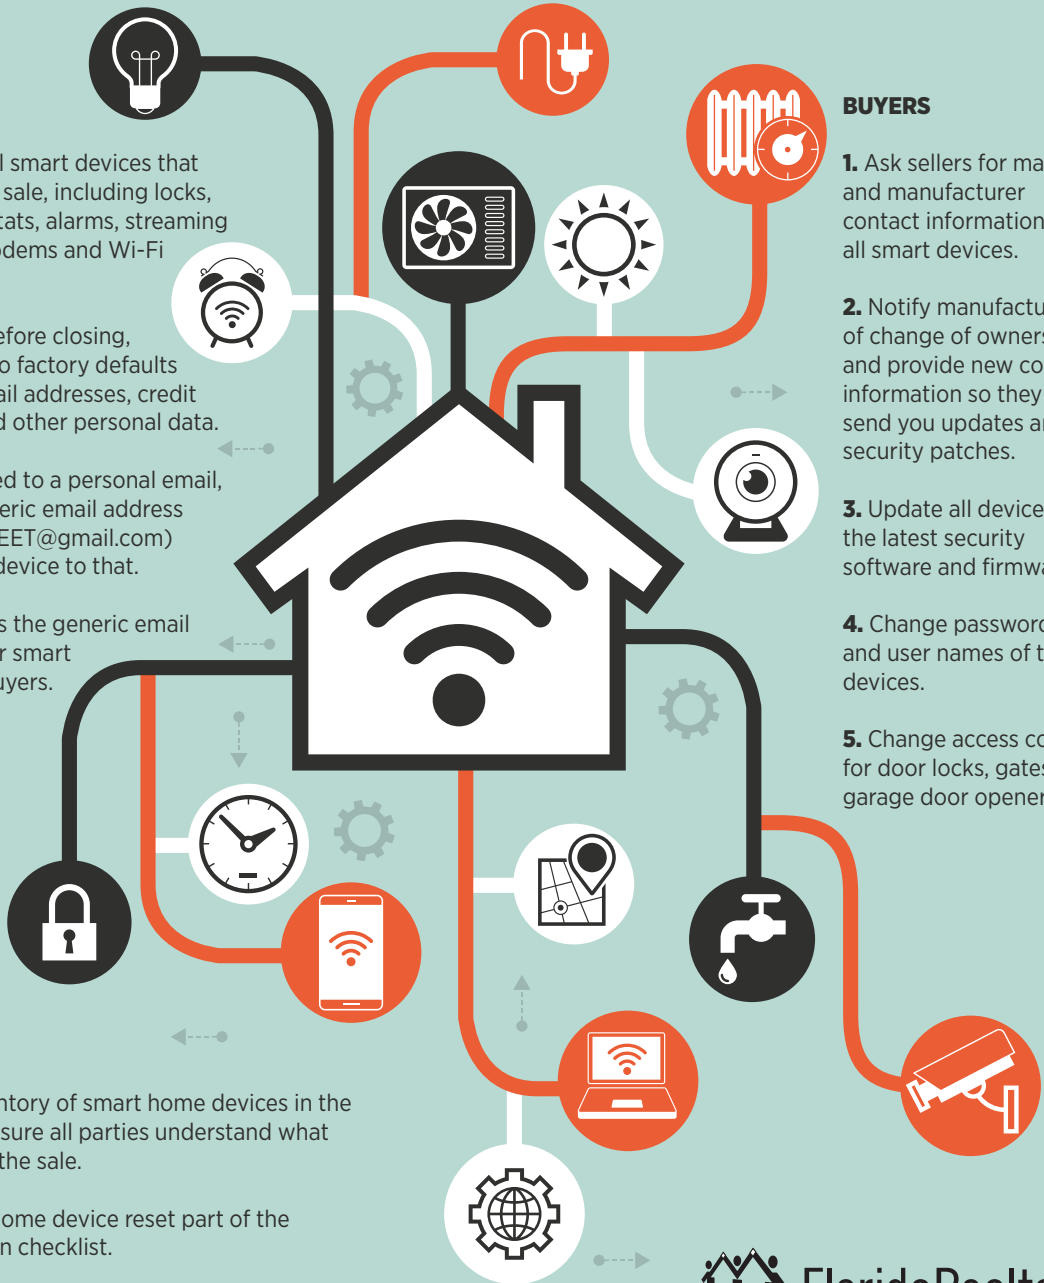 l smart devices that
sale, including locks,
tats, alarms, streaming
odems and Wi-Fi
efore closing,
o factory defaults
ail addresses, credit
d other personal data.
ed to a personal email,
eric email address
EET@gmail.com)
device to that.
s the generic email
r smart
uyers.
BUYERS
1. Ask sellers for ma
and manufacturer
contact information
all smart devices.
2. Notify manufactu
of change of owners
and provide new co
information so they
send you updates a
security patches.
3. Update all device
the latest security
software and firmwa
4. Change password
and user names of t
devices.
5. Change access co
for door locks, gates
garage door opener
ntory of smart home devices in the
sure all parties understand what
the sale.
ome device reset part of the
n checklist.
FloridaRealt